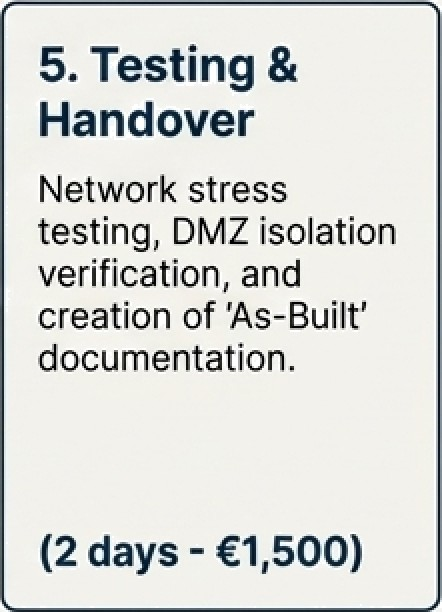 5. Testing &
Handover
Network stress
testing, DMZ isolation
verification, and
creation of 'As-Built'
documentation.
(2 days - €1,500)